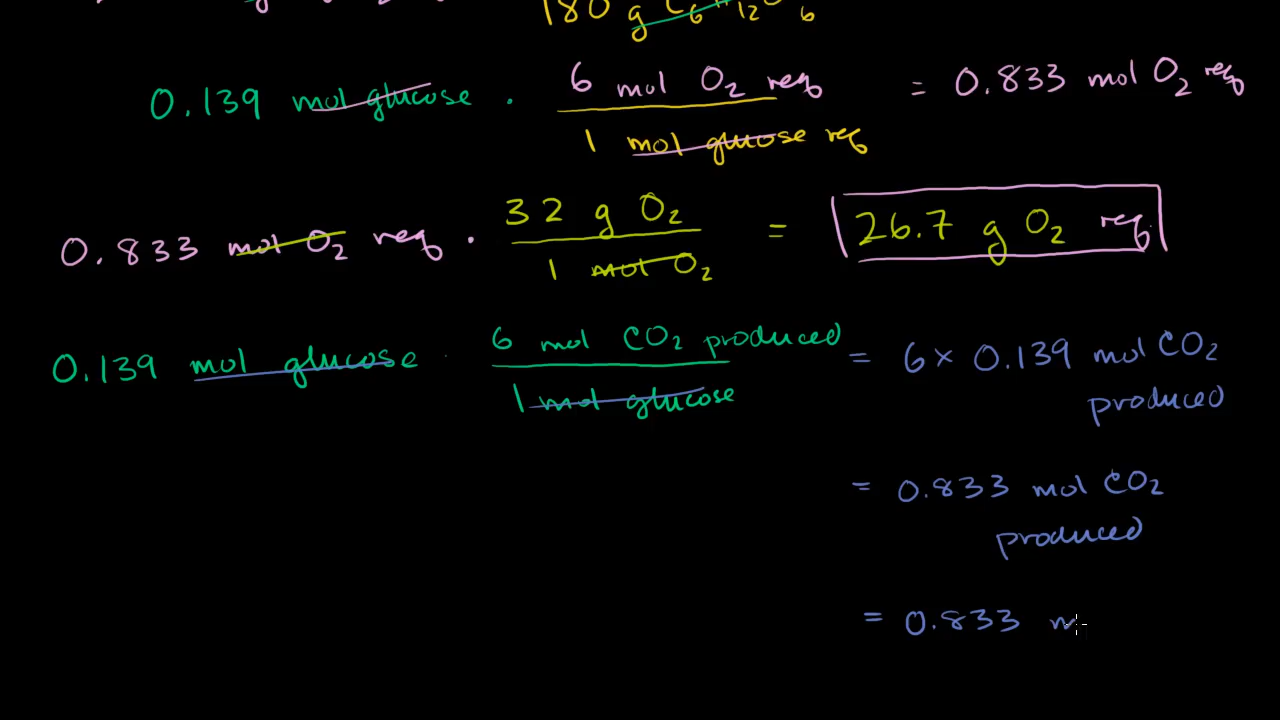 180 g C6H12O6
0.139 mol glucose · 6 mol O2 req = 0.833 mol O2 req
1 mol glucose req
0.833 mol O2 req · 32 g O2 = 26.7 g O2 req
1 mol O2
0.139 mol glucose · 6 mol CO2 produced = 6 × 0.139 mol CO2
1 mol glucose produced
= 0.833 mol CO2
produced
= 0.833 m